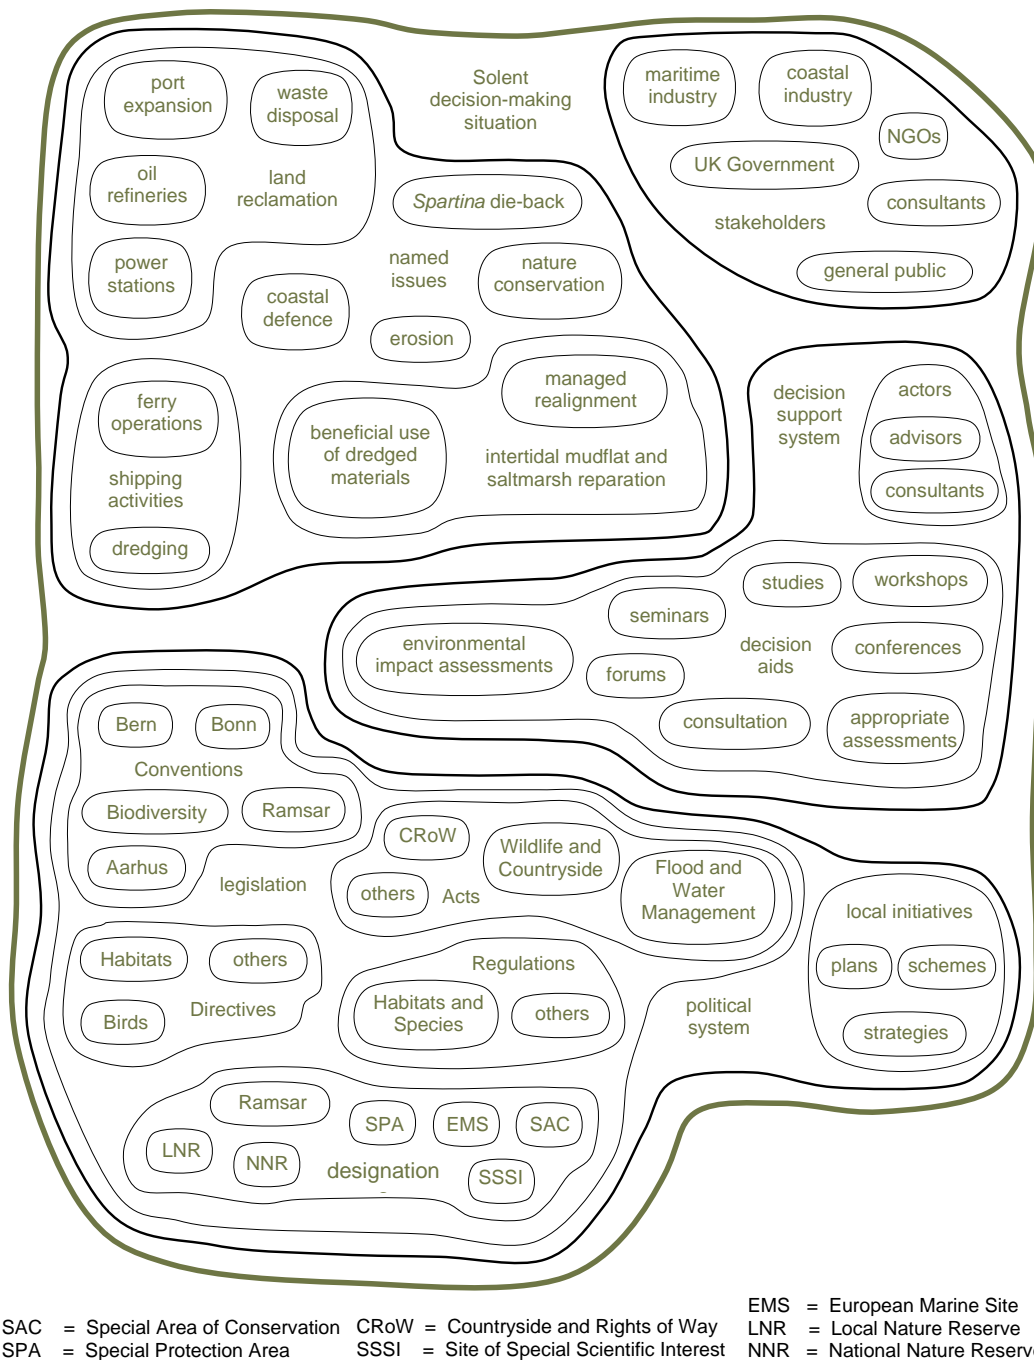 Solent
decision-making
situation
port
expansion
waste
disposal
oil
refineries
land
reclamation
power
stations
Spartina die-back
named
issues
nature
conservation
coastal
defence
erosion
ferry
operations
shipping
activities
dredging
managed
realignment
beneficial use
of dredged
materials
intertidal mudflat and
saltmarsh reparation
maritime
industry
coastal
industry
NGOs
UK Government
consultants
stakeholders
general public
decision
support
system
actors
advisors
consultants
studies
workshops
seminars
environmental
impact assessments
decision
aids
conferences
forums
consultation
appropriate
assessments
Bern
Bonn
Conventions
Biodiversity
Ramsar
Aarhus
legislation
CRoW
Wildlife and
Countryside
Flood and
Water
Management
others
Acts
Habitats
others
Directives
Birds
Regulations
Habitats and
Species
others
political
system
local initiatives
plans
schemes
strategies
Ramsar
SPA
EMS
SAC
LNR
NNR
designation
SSSI
SAC = Special Area of Conservation
SPA = Special Protection Area
CRoW = Countryside and Rights of Way
SSSI = Site of Special Scientific Interest
EMS = European Marine Site
LNR = Local Nature Reserve
NNR = National Nature Reserve